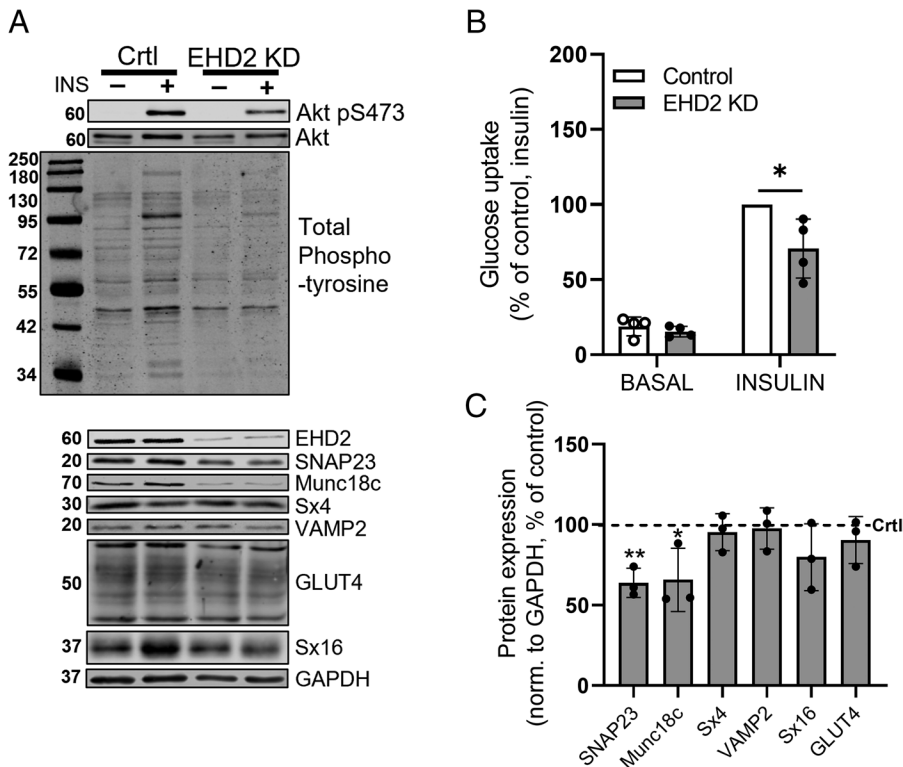 A
Crtl EHD2 KD
INS − + − +
60 Akt pS473
60 Akt
250
180
130
95
72
55
42
34
Total
Phospho
-tyrosine
60 EHD2
20 SNAP23
70 Munc18c
30 Sx4
20 VAMP2
50 GLUT4
37 Sx16
37 GAPDH
B
Glucose uptake
(% of control, insulin)
200
150
100
50
0
Control
EHD2 KD
*
BASAL INSULIN
C
Protein expression
(norm. to GAPDH, % of control)
150
100
50
0
Crtl
** *
SNAP23
Munc18c
Sx4
VAMP2
Sx16
GLUT4